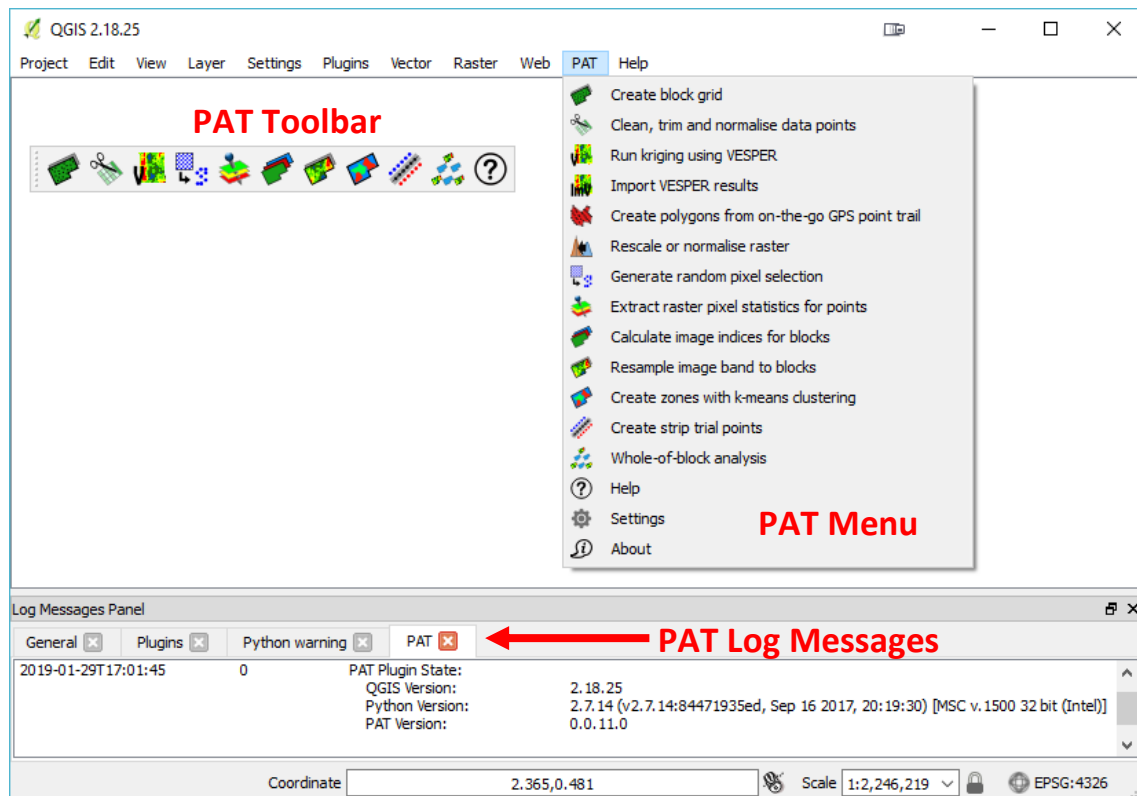 QGIS 2.18.25
Project Edit View Layer Settings Plugins Vector Raster Web PAT Help
PAT Toolbar
Create block grid
Clean, trim and normalise data points
Run kriging using VESPER
Import VESPER results
Create polygons from on-the-go GPS point trail
Rescale or normalise raster
Generate random pixel selection
Extract raster pixel statistics for points
Calculate image indices for blocks
Resample image band to blocks
Create zones with k-means clustering
Create strip trial points
Whole-of-block analysis
Help
Settings
About
PAT Menu
Log Messages Panel
General Plugins Python warning PAT
PAT Log Messages
2019-01-29T17:01:45 0 PAT Plugin State:
QGIS Version: 2.18.25
Python Version: 2.7.14 (v2.7.14:84471935ed, Sep 16 2017, 20:19:30) [MSC v.1500 32 bit (Intel)]
PAT Version: 0.0.11.0
Coordinate 2.365,0.481 Scale 1:2,246,219 EPSG:4326